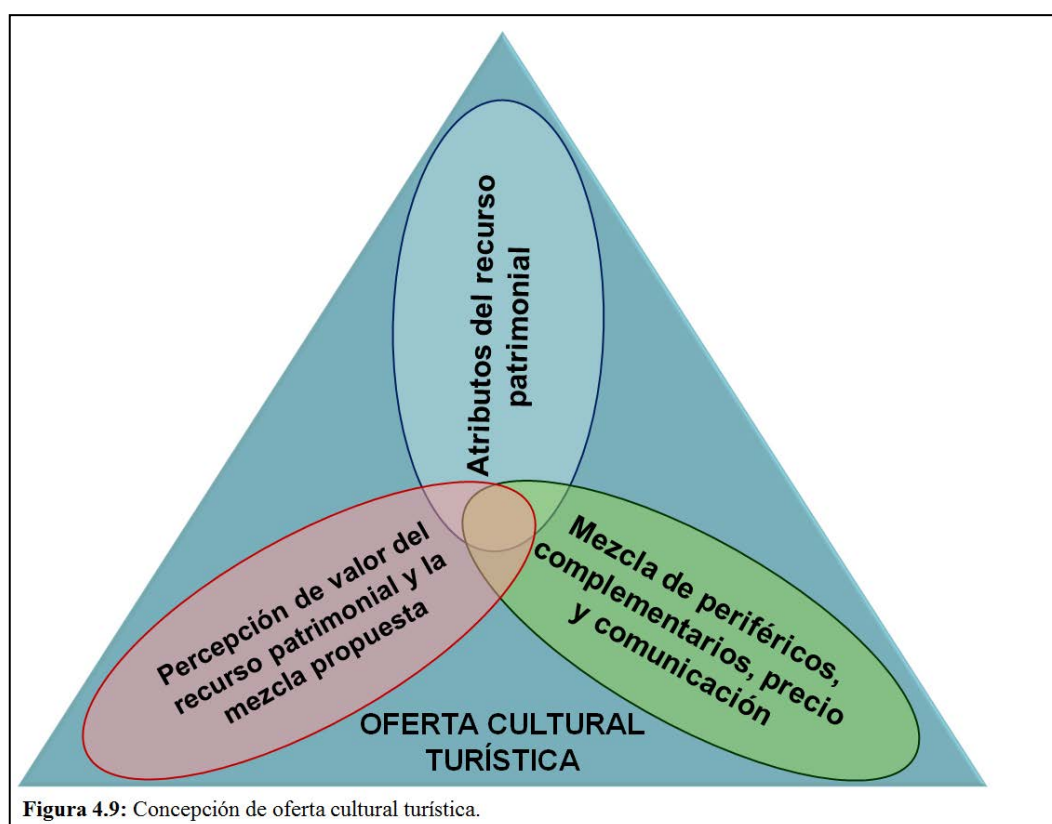 Atributos del recurso
patrimonial
Percepción de valor del
recurso patrimonial y la
mezcla propuesta
Mezcla de periféricos,
complementarios, precio
y comunicación
OFERTA CULTURAL
TURÍSTICA
Figura 4.9: Concepción de oferta cultural turística.